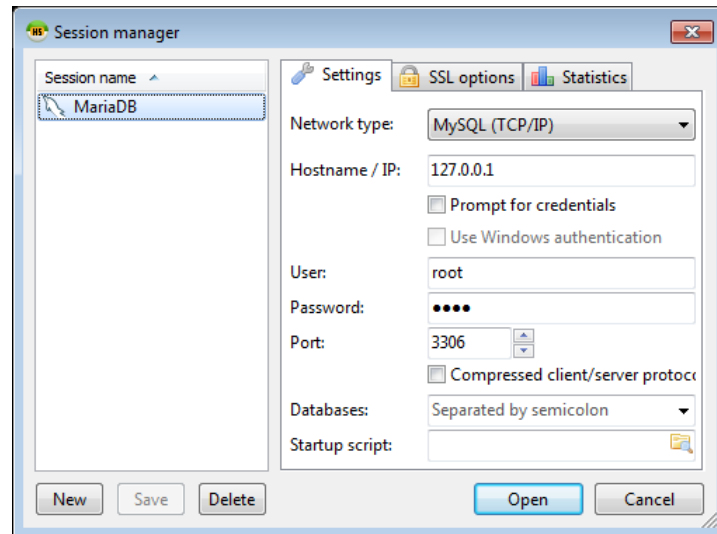 HS Session manager
Session name
MariaDB
Settings SSL options Statistics
Network type: MySQL (TCP/IP)
Hostname / IP: 127.0.0.1
Prompt for credentials
Use Windows authentication
User: root
Password: ••••
Port: 3306
Compressed client/server protoco
Databases: Separated by semicolon
Startup script:
New Save Delete Open Cancel